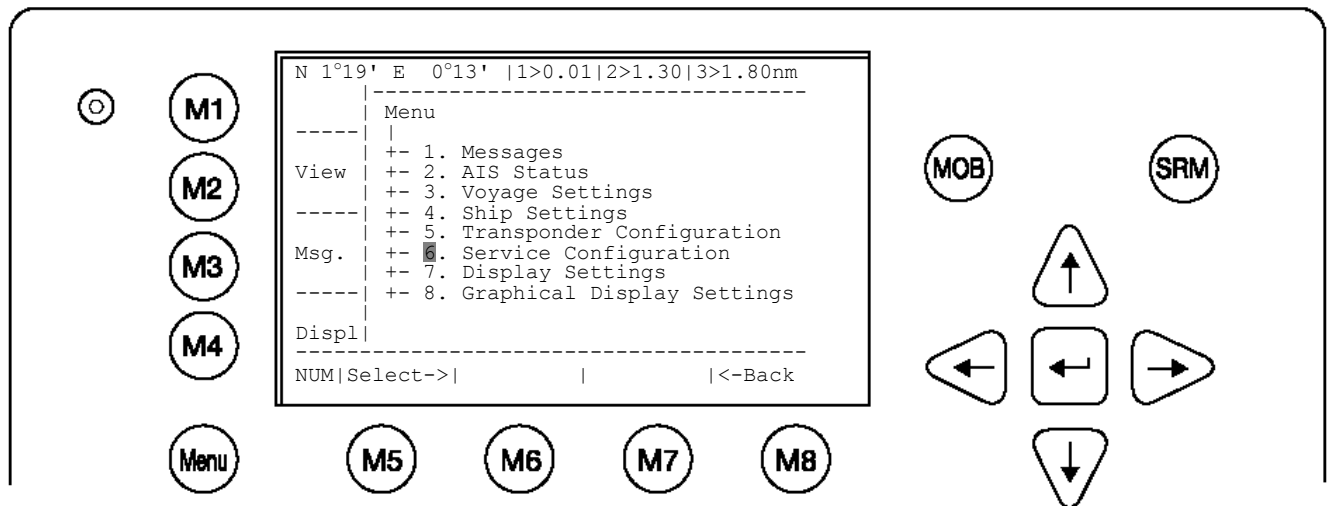 N 1°19' E  0°13' |1>0.01|2>1.30|3>1.80nm
M1
Menu
+- 1. Messages
View | +- 2. AIS Status
M2
+- 3. Voyage Settings
-----| +- 4. Ship Settings
+- 5. Transponder Configuration
Msg. | +- 6. Service Configuration
M3
+- 7. Display Settings
-----| +- 8. Graphical Display Settings
Displ|
M4
NUM|Select->|        |        |<-Back
MOB
SRM
Menu
M5
M6
M7
M8